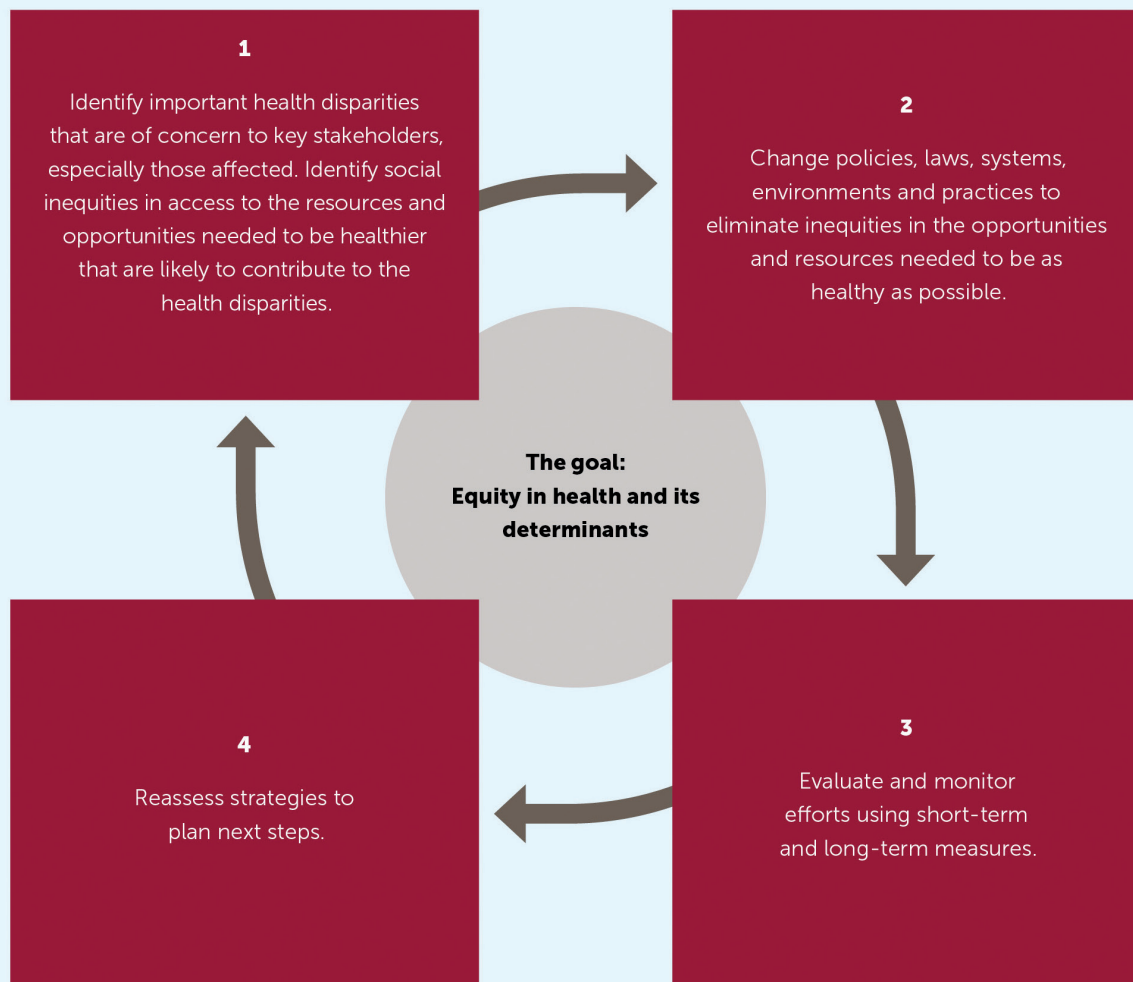 1
Identify important health disparities
that are of concern to key stakeholders,
especially those affected. Identify social
inequities in access to the resources and
opportunities needed to be healthier
that are likely to contribute to the
health disparities.
2
Change policies, laws, systems,
environments and practices to
eliminate inequities in the opportunities
and resources needed to be as
healthy as possible.
The goal:
Equity in health and its
determinants
3
Evaluate and monitor
efforts using short-term
and long-term measures.
4
Reassess strategies to
plan next steps.